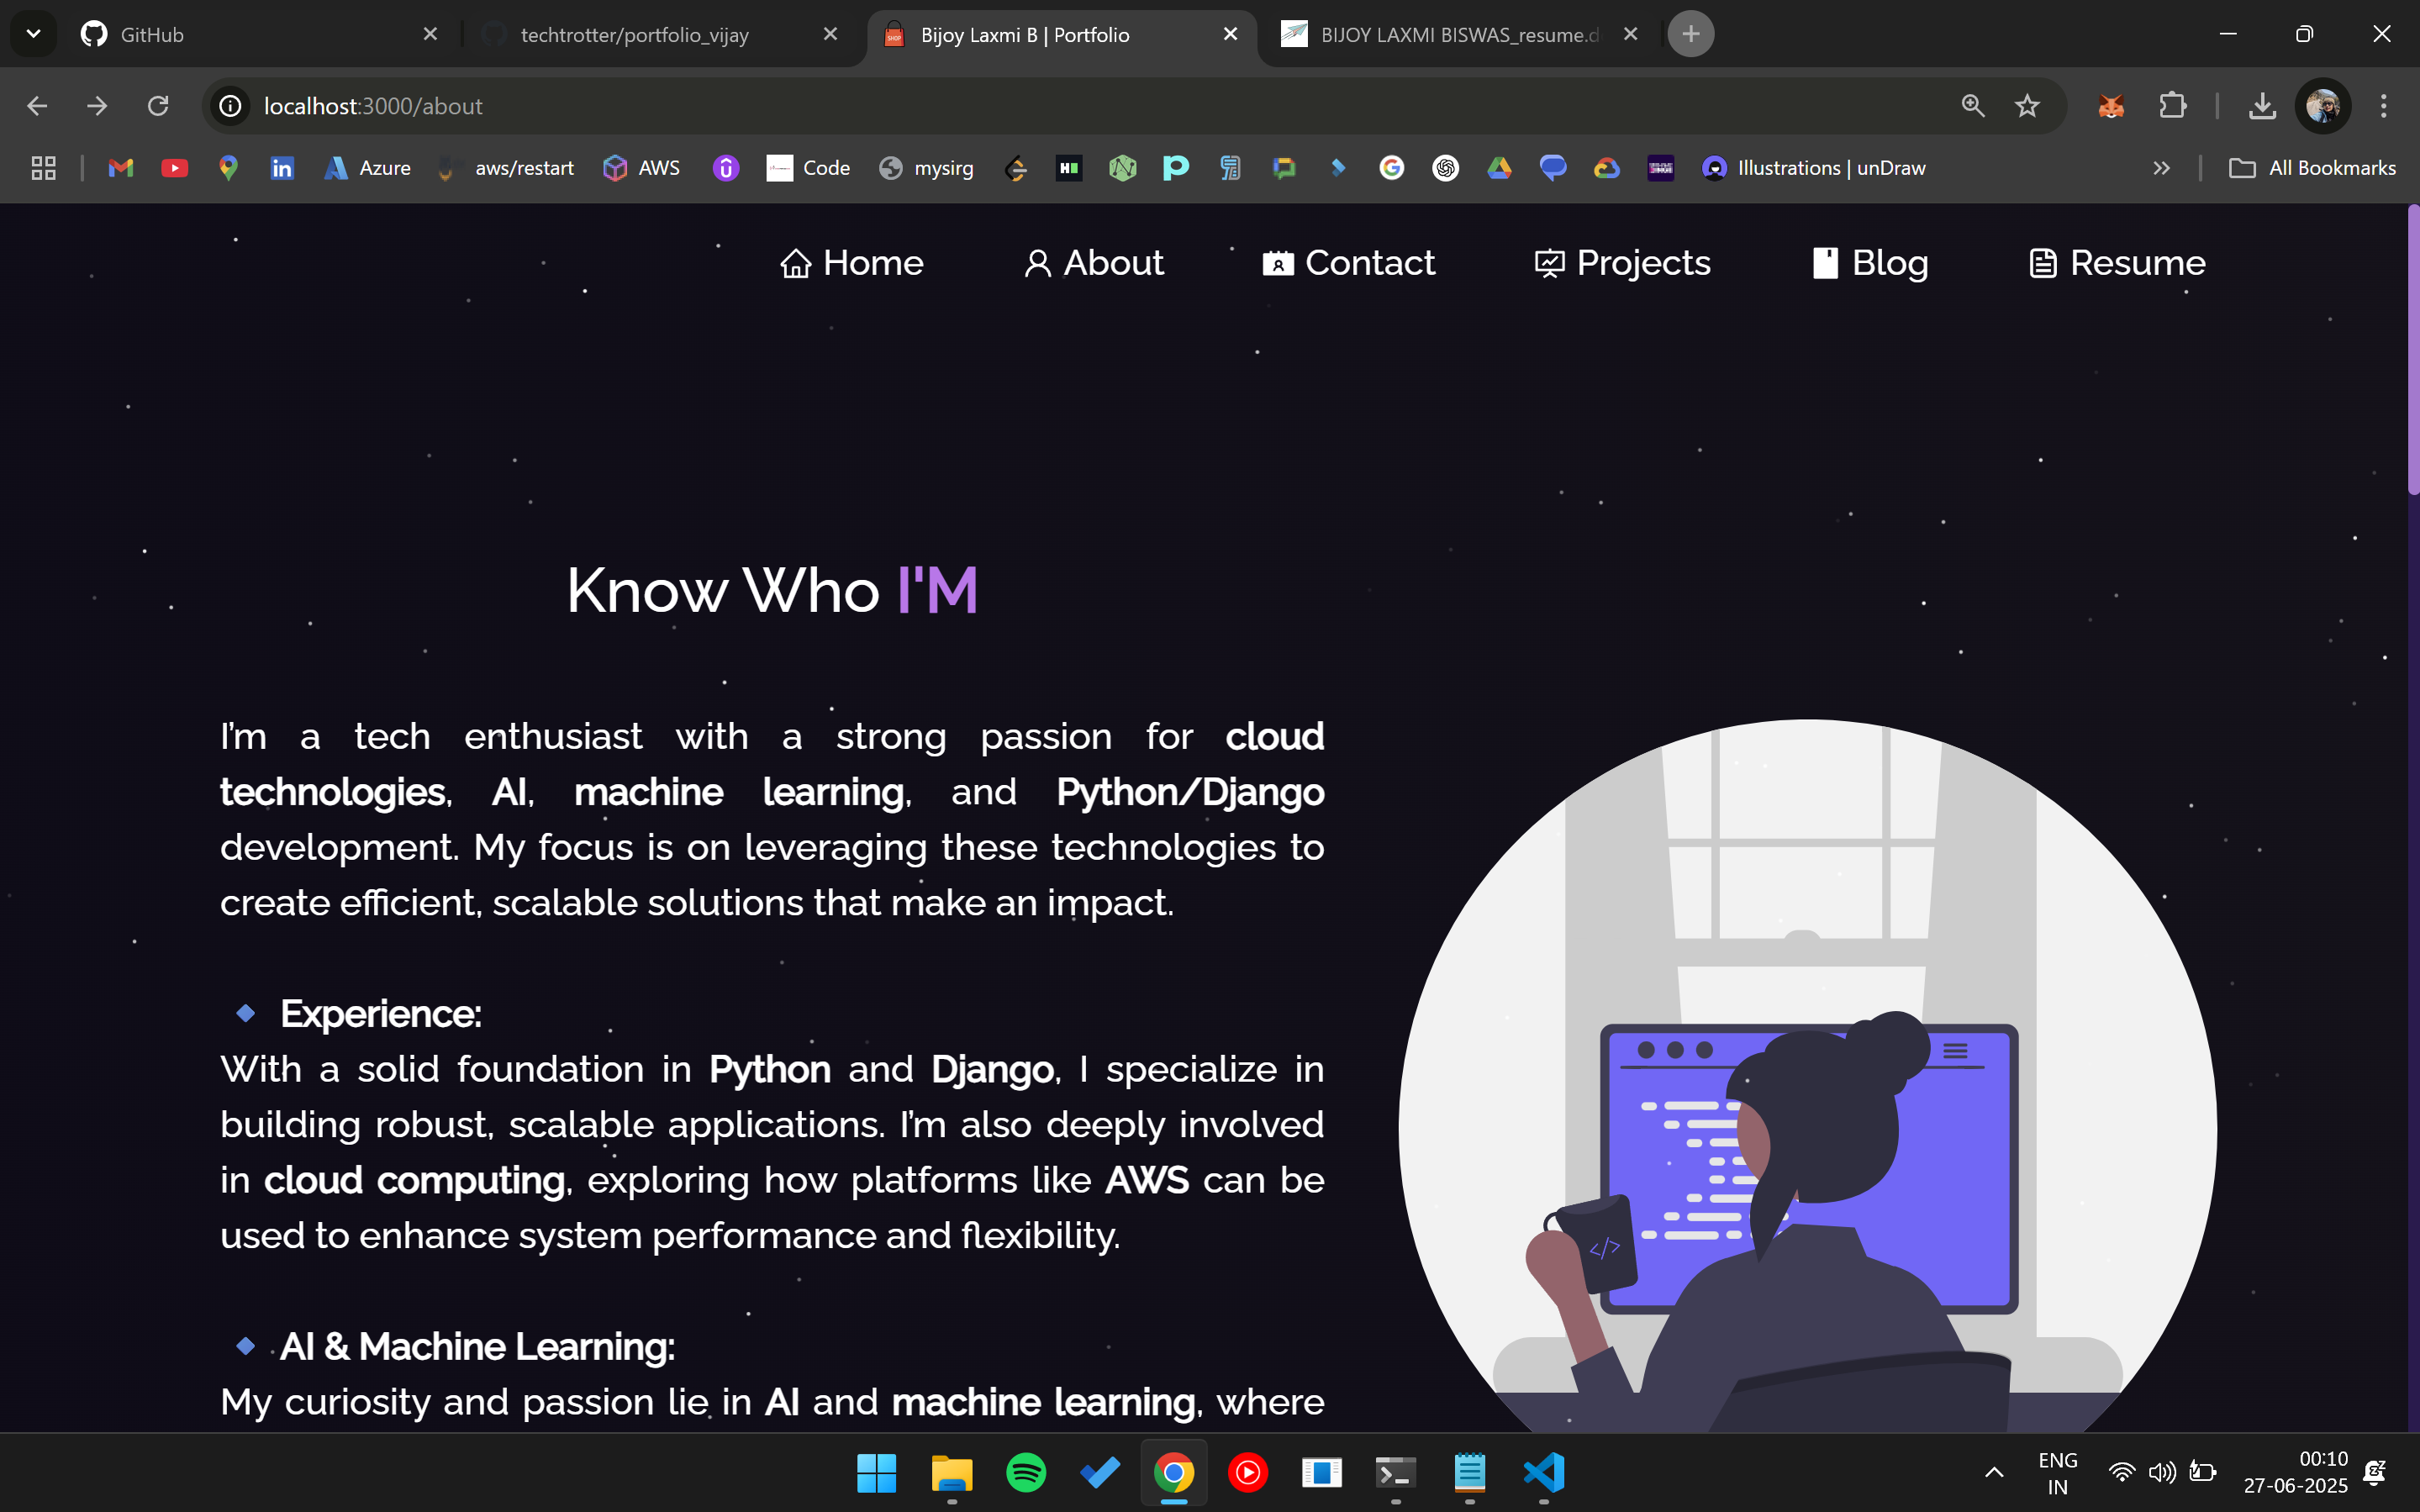 GitHub
techtrotter/portfolio_vijay
Bijoy Laxmi B | Portfolio
BIJOY LAXMI BISWAS_resume.d
localhost:3000/about
Azure
aws/restart
AWS
Code
mysirg
Illustrations | unDraw
All Bookmarks
Home
About
Contact
Projects
Blog
Resume
Know Who I'M
I'm a tech enthusiast with a strong passion for cloud
technologies, AI, machine learning, and Python/Django
development. My focus is on leveraging these technologies to
create efficient, scalable solutions that make an impact.
Experience:
With a solid foundation in Python and Django, I specialize in
building robust, scalable applications. I'm also deeply involved
in cloud computing, exploring how platforms like AWS can be
used to enhance system performance and flexibility.
</>
AI & Machine Learning:
My curiosity and passion lie in AI and machine learning, where
ENG
IN
00:10
27-06-2025